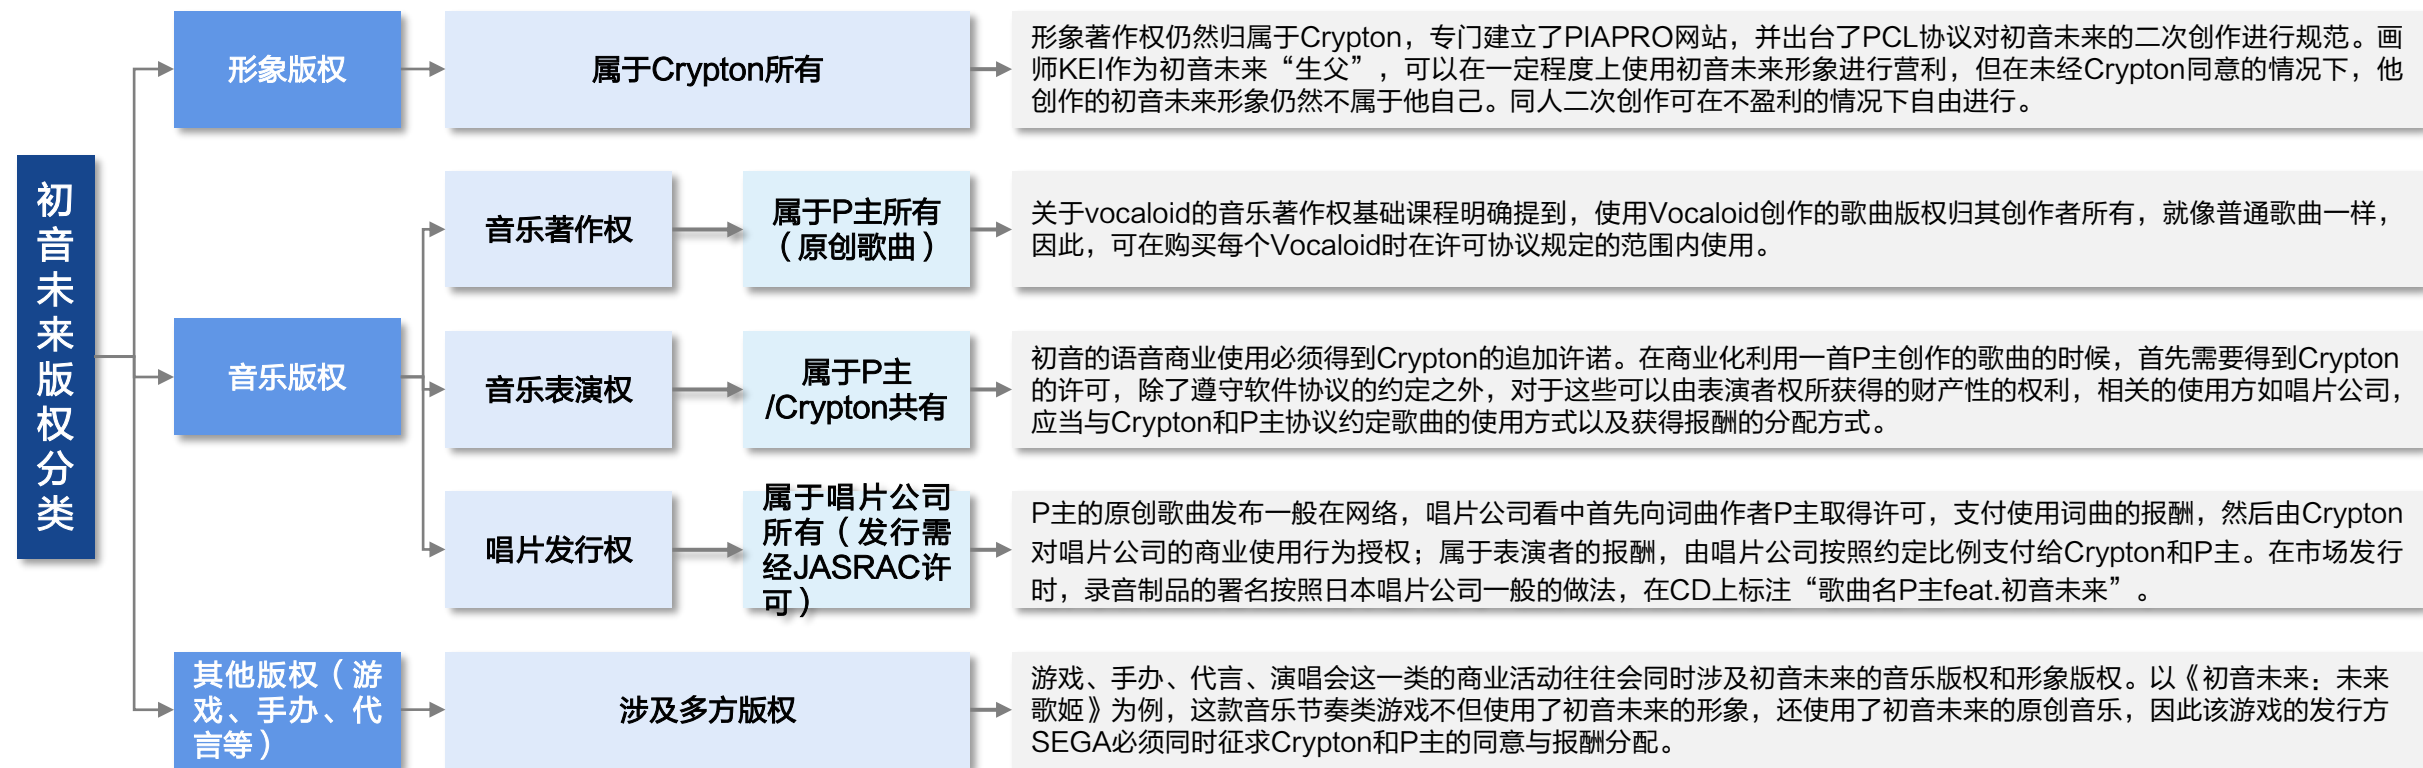 初音未来版权分类
形象版权
属于Crypton所有
形象著作权仍然归属于Crypton，专门建立了PIAPRO网站，并出台了PCL协议对初音未来的二次创作进行规范。画
师KEI作为初音未来“生父”，可以在一定程度上使用初音未来形象进行营利，但在未经Crypton同意的情况下，他
创作的初音未来形象仍然不属于他自己。同人二次创作可在不盈利的情况下自由进行。
音乐版权
音乐著作权
属于P主所有
（原创歌曲）
关于vocaloid的音乐著作权基础课程明确提到，使用Vocaloid创作的歌曲版权归其创作者所有，就像普通歌曲一样，
因此，可在购买每个Vocaloid时在许可协议规定的范围内使用。
音乐表演权
属于P主
/Crypton共有
初音的语音商业使用必须得到Crypton的追加许诺。在商业化利用一首P主创作的歌曲的时候，首先需要得到Crypton
的许可，除了遵守软件协议的约定之外，对于这些可以由表演者权所获得的财产性的权利，相关的使用方如唱片公司，
应当与Crypton和P主协议约定歌曲的使用方式以及获得报酬的分配方式。
唱片发行权
属于唱片公司
所有（发行需
经JASRAC许
可）
P主的原创歌曲发布一般在网络，唱片公司看中首先向词曲作者P主取得许可，支付使用词曲的报酬，然后由Crypton
对唱片公司的商业使用行为授权；属于表演者的报酬，由唱片公司按照约定比例支付给Crypton和P主。在市场发行
时，录音制品的署名按照日本唱片公司一般的做法，在CD上标注“歌曲名P主feat.初音未来”。
其他版权（游
戏、手办、代
言等）
涉及多方版权
游戏、手办、代言、演唱会这一类的商业活动往往会同时涉及初音未来的音乐版权和形象版权。以《初音未来：未来
歌姬》为例，这款音乐节奏类游戏不但使用了初音未来的形象，还使用了初音未来的原创音乐，因此该游戏的发行方
SEGA必须同时征求Crypton和P主的同意与报酬分配。